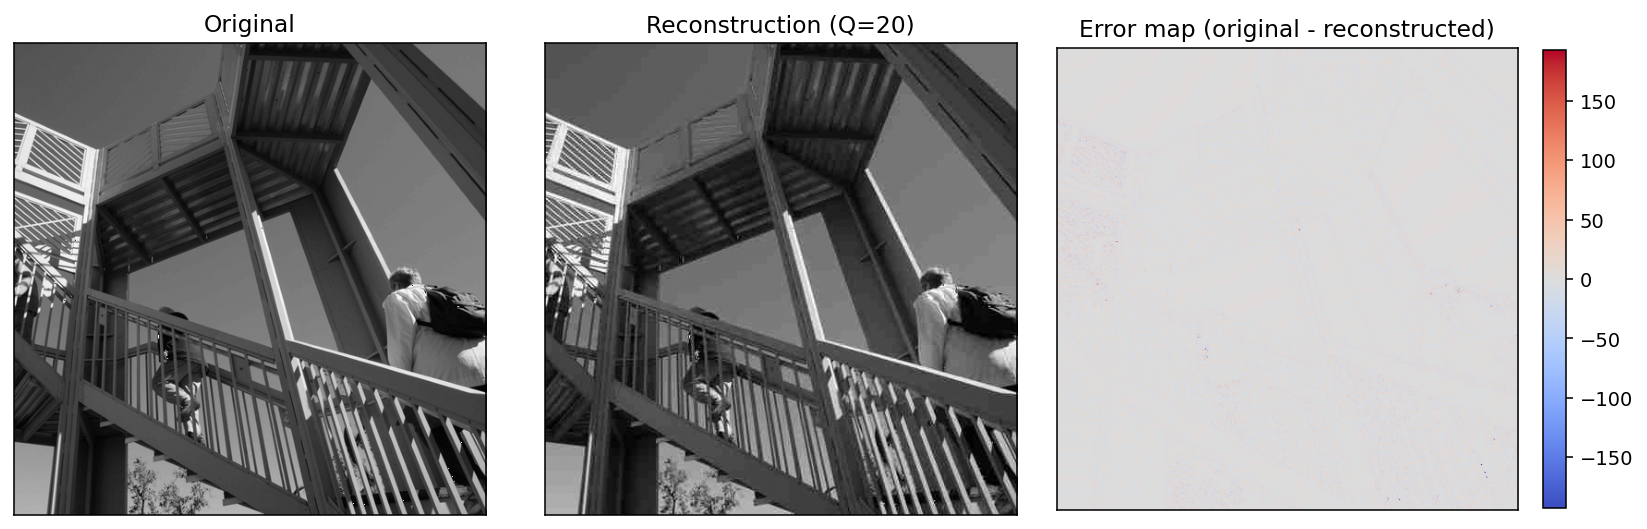 Original
Reconstruction (Q=20)
Error map (original - reconstructed)
150
100
50
0
−50
−100
−150